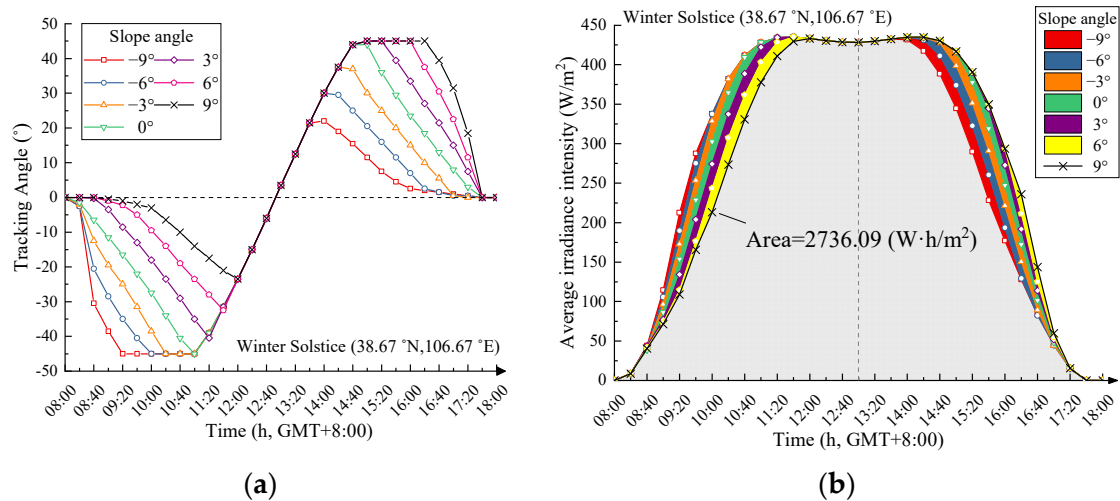 50
40
30
20
10
0
-10
-20
-30
-40
-50
Tracking Angle (°)
Slope angle
−9° 3°
−6° 6°
−3° 9°
0°
Winter Solstice (38.67 °N,106.67 °E)
08:00 08:40 09:20 10:00 10:40 11:20 12:00 12:40 13:20 14:00 14:40 15:20 16:00 16:40 17:20 18:00
Time (h, GMT+8:00)
(a)
Winter Solstice (38.67 °N,106.67 °E)
450
400
350
300
250
200
150
100
50
0
Average irradiance intensity (W/m²)
Slope angle
−9°
−6°
−3°
0°
3°
6°
9°
Area=2736.09 (W·h/m²)
08:00 08:40 09:20 10:00 10:40 11:20 12:00 12:40 13:20 14:00 14:40 15:20 16:00 16:40 17:20 18:00
Time (h, GMT+8:00)
(b)